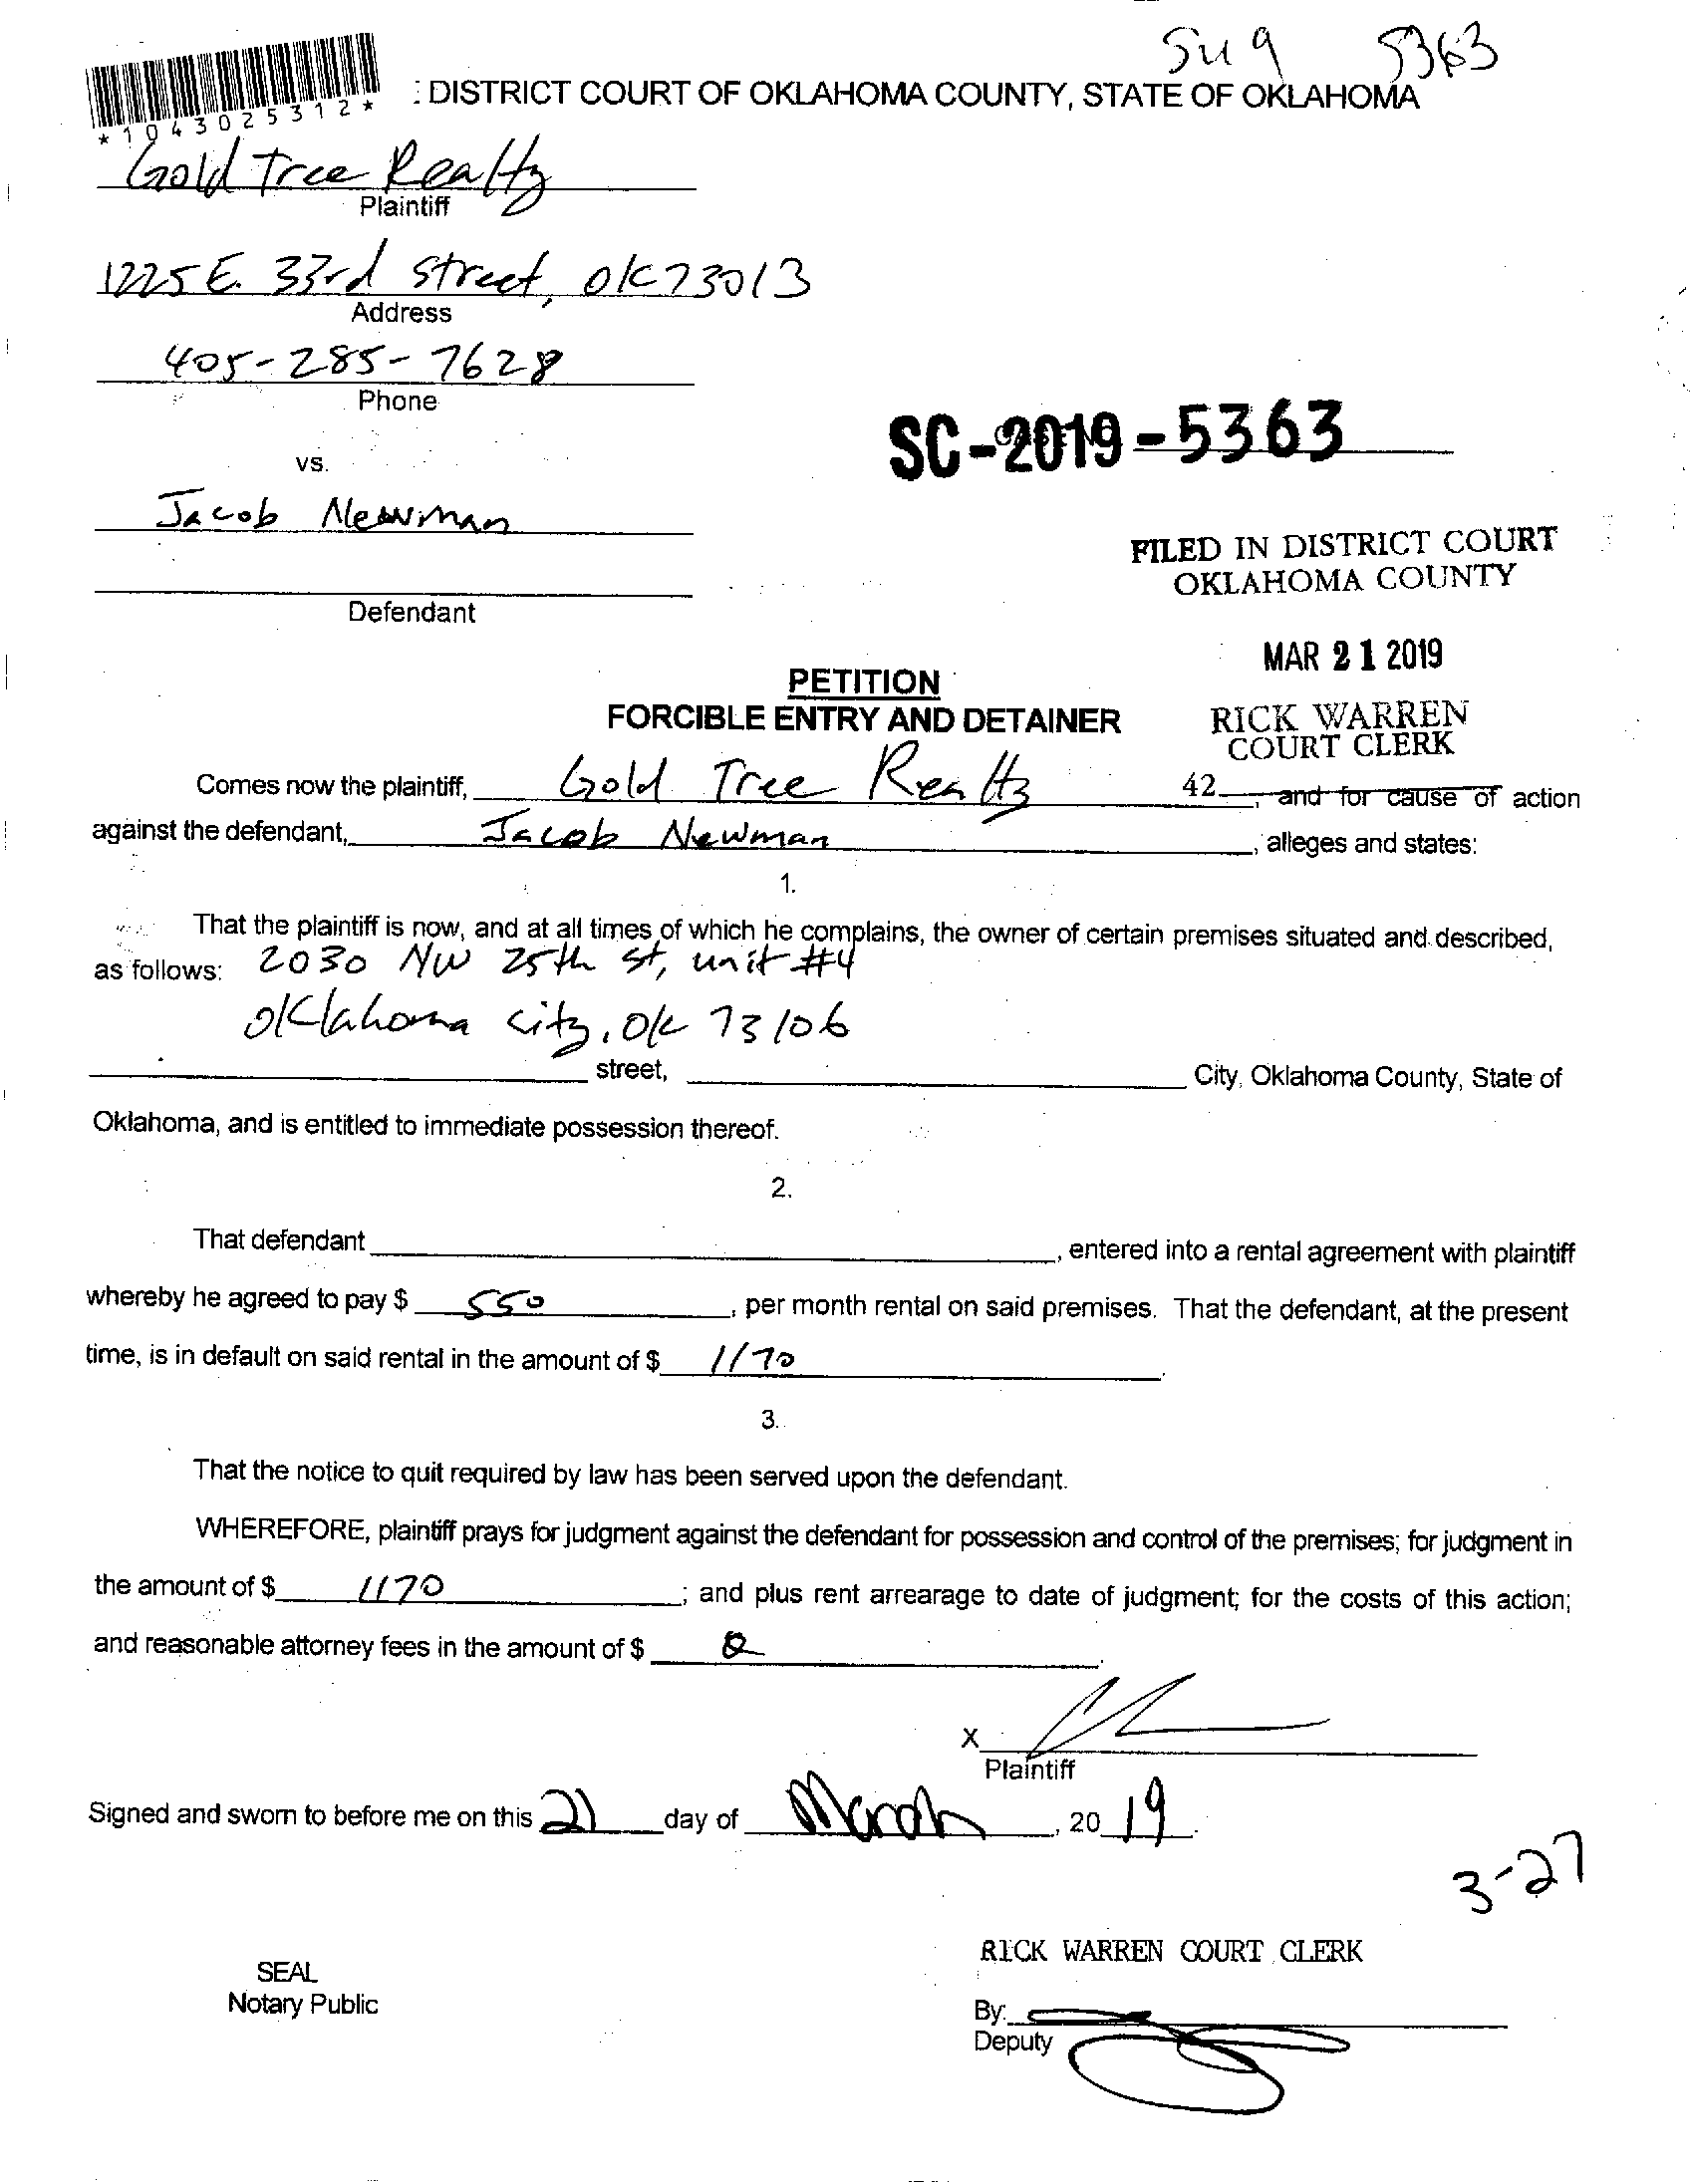 5363
: DISTRICT COURT OF OKLAHOMA COUNTY, STATE OF OKLAHOMA
*1043025312*
Gold Tree Realty
Plaintiff
1225 E. 33rd street, OK 73013
Address
405-285-7628
Phone
SC-2019-5363
vs.
Jacob Newman
FILED IN DISTRICT COURT
OKLAHOMA COUNTY
Defendant
MAR 21 2019
PETITION
FORCIBLE ENTRY AND DETAINER
RICK WARREN
COURT CLERK
Comes now the plaintiff, Gold Tree Realty 42 , and for cause of action
against the defendant, Jacob Newman , alleges and states:
1.
That the plaintiff is now, and at all times of which he complains, the owner of certain premises situated and described,
as follows: 2030 NW 25th st, unit #4
oklahoma city, OK 73106
street, City, Oklahoma County, State of
Oklahoma, and is entitled to immediate possession thereof.
2.
That defendant , entered into a rental agreement with plaintiff
whereby he agreed to pay $ 550 , per month rental on said premises. That the defendant, at the present
time, is in default on said rental in the amount of $ 1170 .
3.
That the notice to quit required by law has been served upon the defendant.
WHEREFORE, plaintiff prays for judgment against the defendant for possession and control of the premises; for judgment in
the amount of $ 1170 ; and plus rent arrearage to date of judgment; for the costs of this action;
and reasonable attorney fees in the amount of $ .
X
Plaintiff
Signed and sworn to before me on this 21 day of March , 20 19 .
3-27
RICK WARREN COURT CLERK
SEAL
Notary Public
By:
Deputy